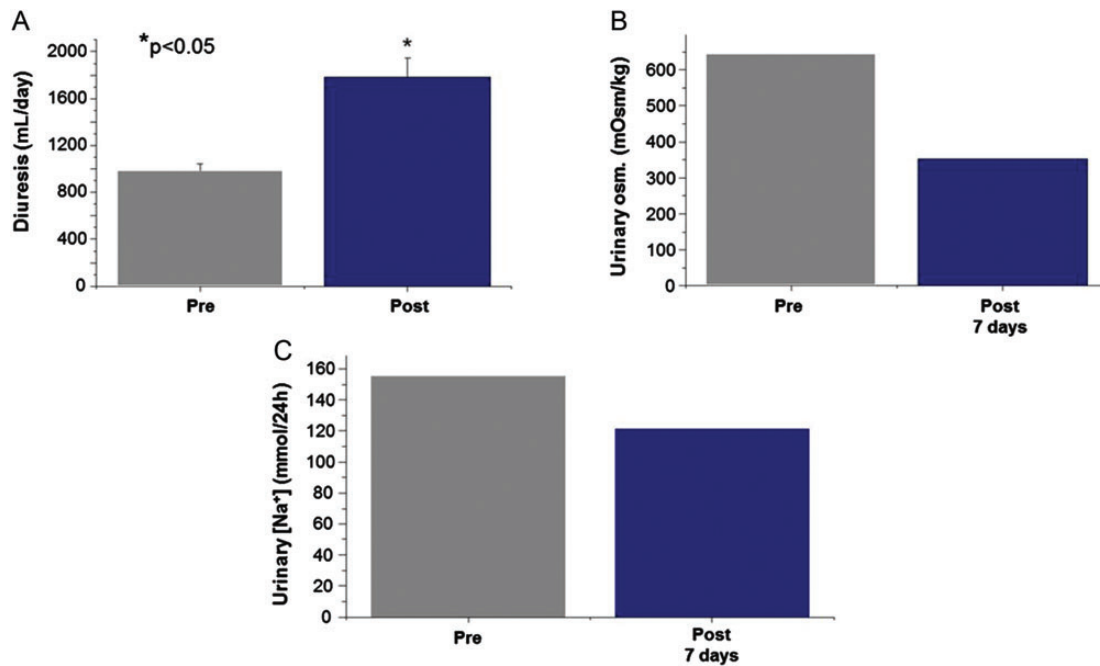 A
*p<0.05
*
Diuresis (mL/day)
2000
1600
1200
800
400
0
Pre
Post
B
Urinary osm. (mOsm/kg)
600
500
400
300
200
100
0
Pre
Post
7 days
C
Urinary [Na⁺] (mmol/24h)
160
140
120
100
80
60
40
20
0
Pre
Post
7 days